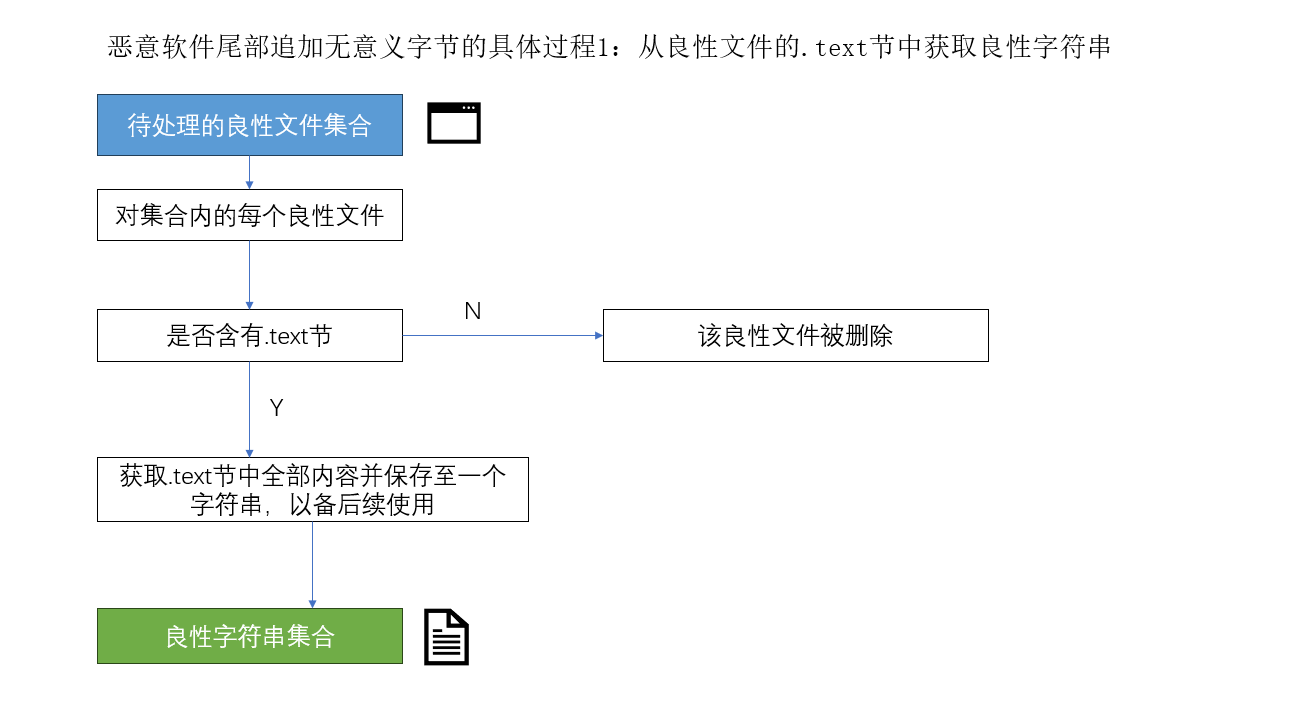 恶意软件尾部追加无意义字节的具体过程1：从良性文件的.text节中获取良性字符串
待处理的良性文件集合
对集合内的每个良性文件
是否含有.text节
N
该良性文件被删除
Y
获取.text节中全部内容并保存至一个
字符串，以备后续使用
良性字符串集合